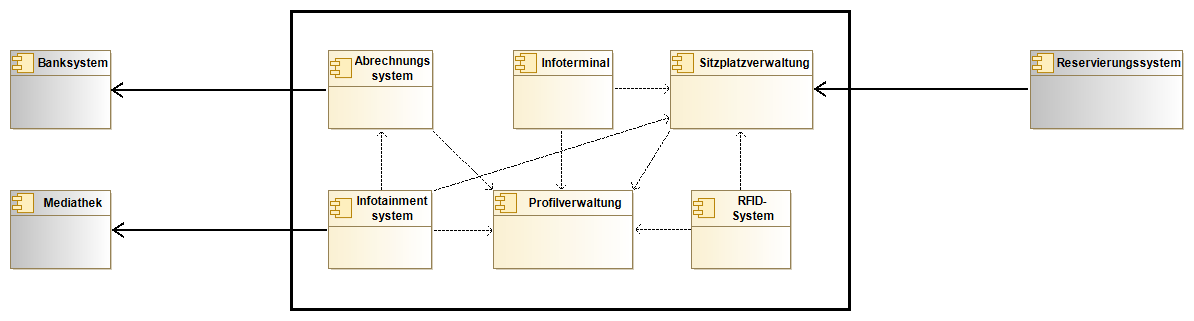 Banksystem
Abrechnungs
system
Infoterminal
Sitzplatzverwaltung
Reservierungssystem
Mediathek
Infotainment
system
Profilverwaltung
RFID-
System